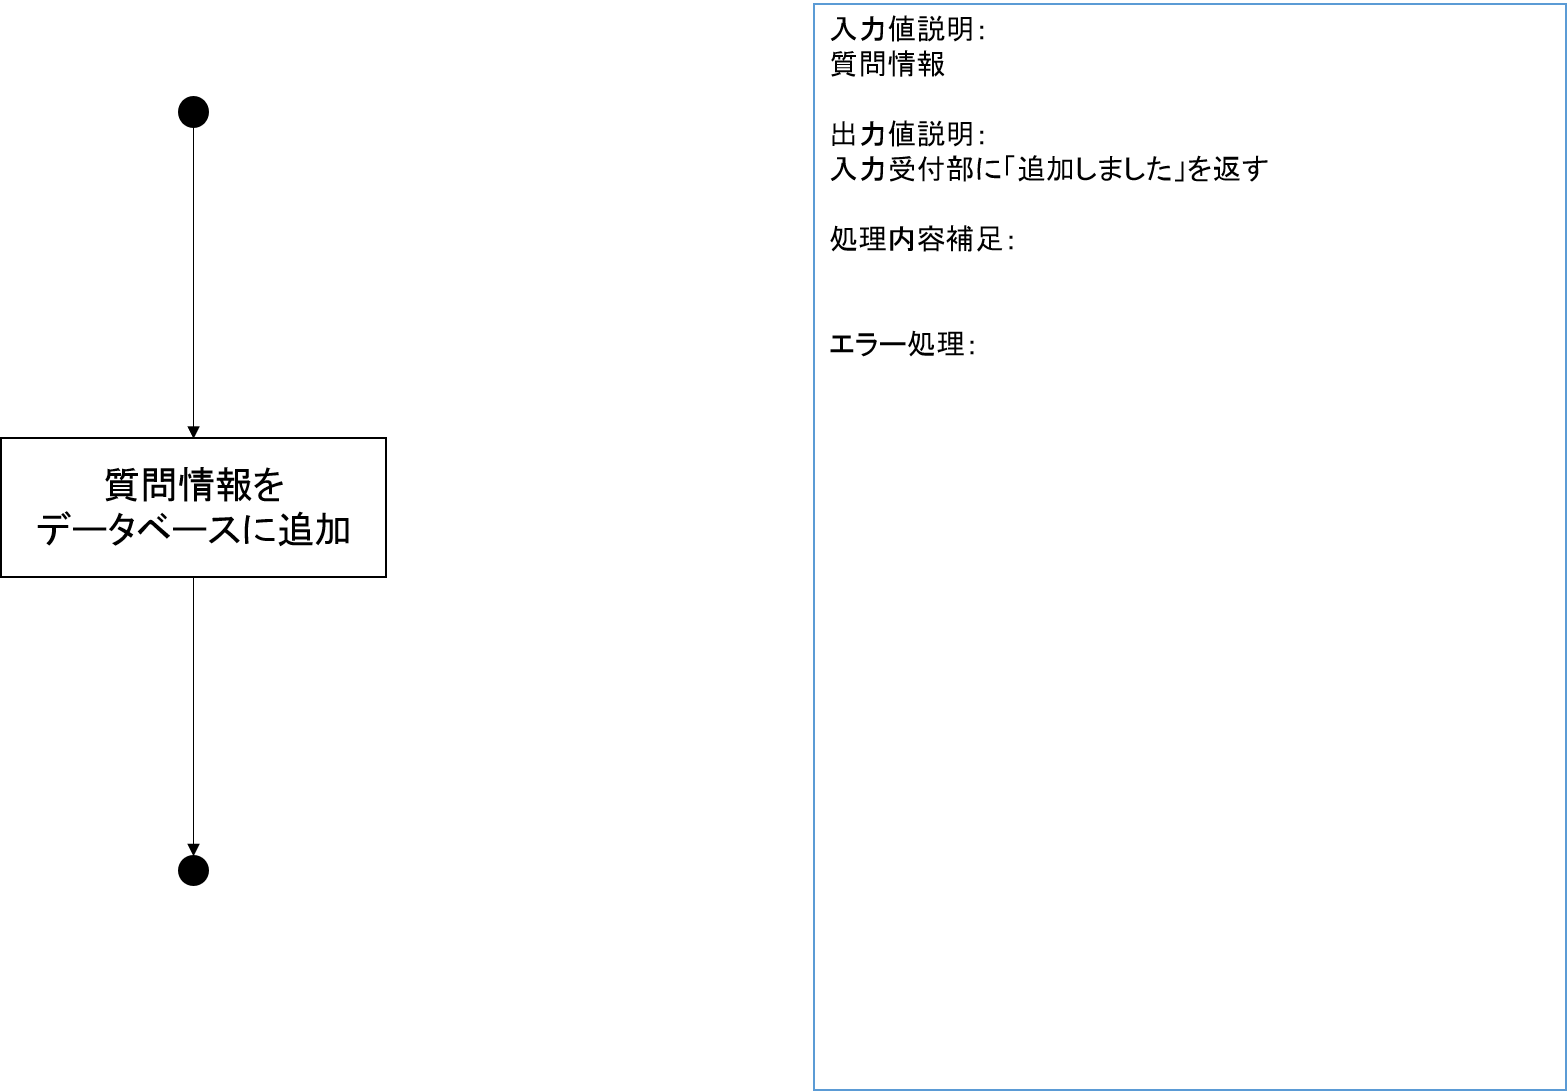 質問情報を
データベースに追加
入力値説明：
質問情報
出力値説明：
入力受付部に「追加しました」を返す
処理内容補足：
エラー処理：